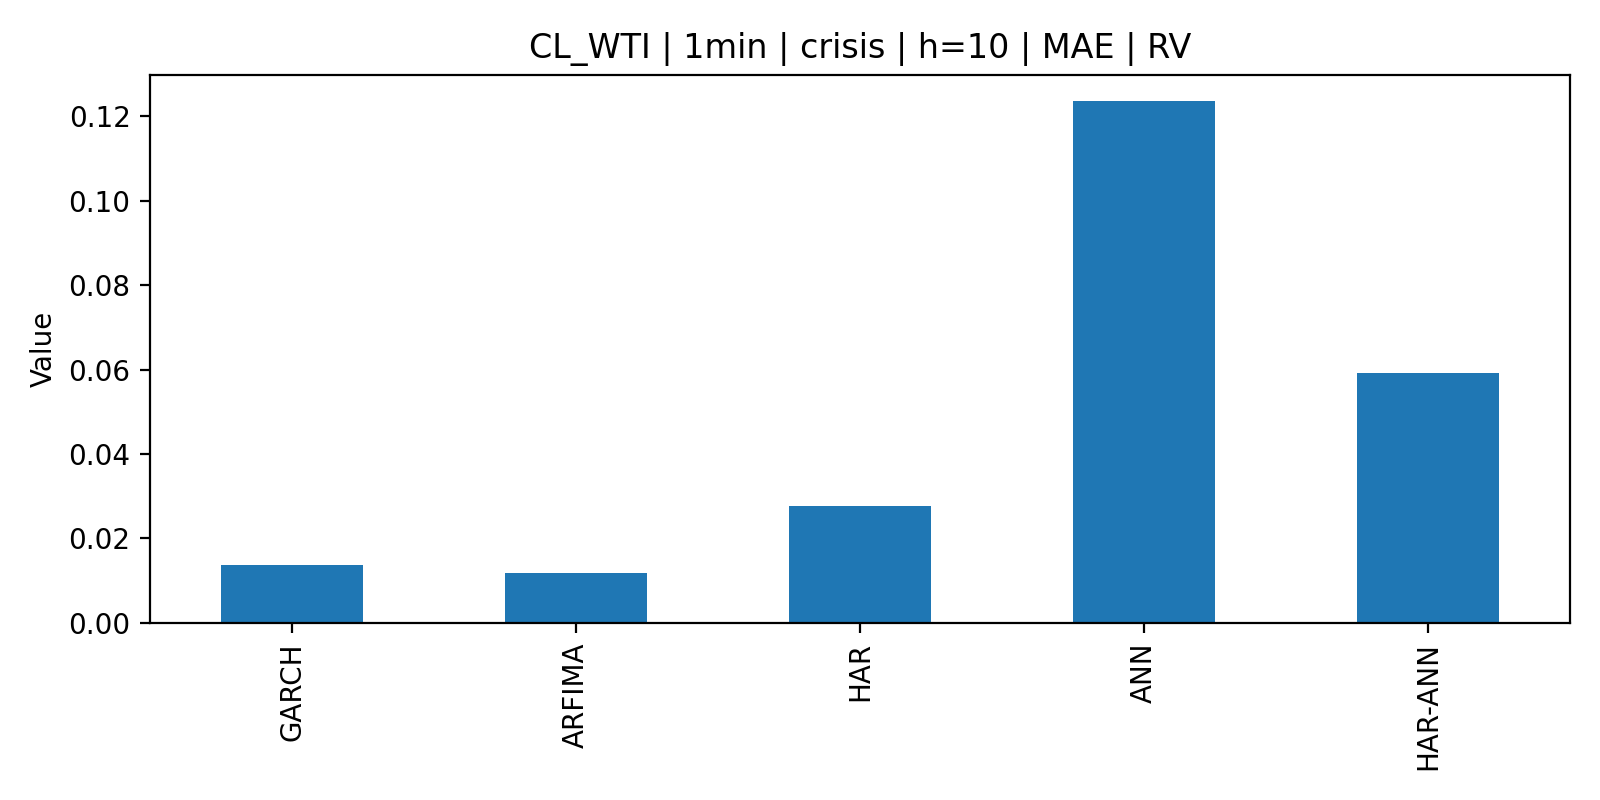 CL_WTI | 1min | crisis | h=10 | MAE | RV
Value
0.12
0.10
0.08
0.06
0.04
0.02
0.00
GARCH
ARFIMA
HAR
ANN
HAR-ANN